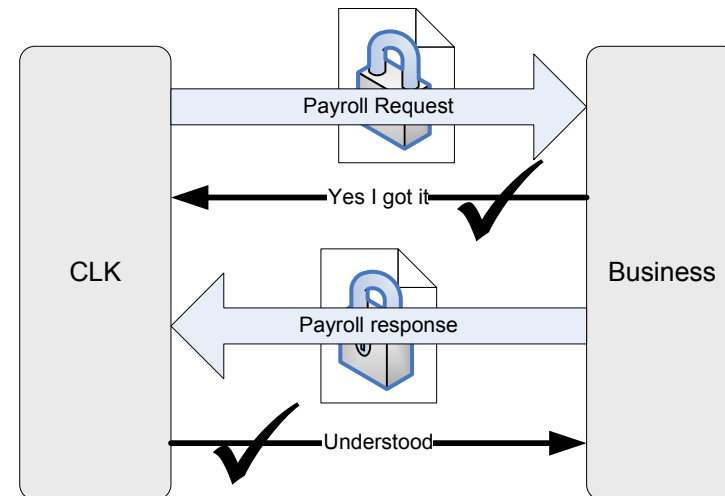 Payroll Request
Yes I got it
CLK
Business
Payroll response
Understood